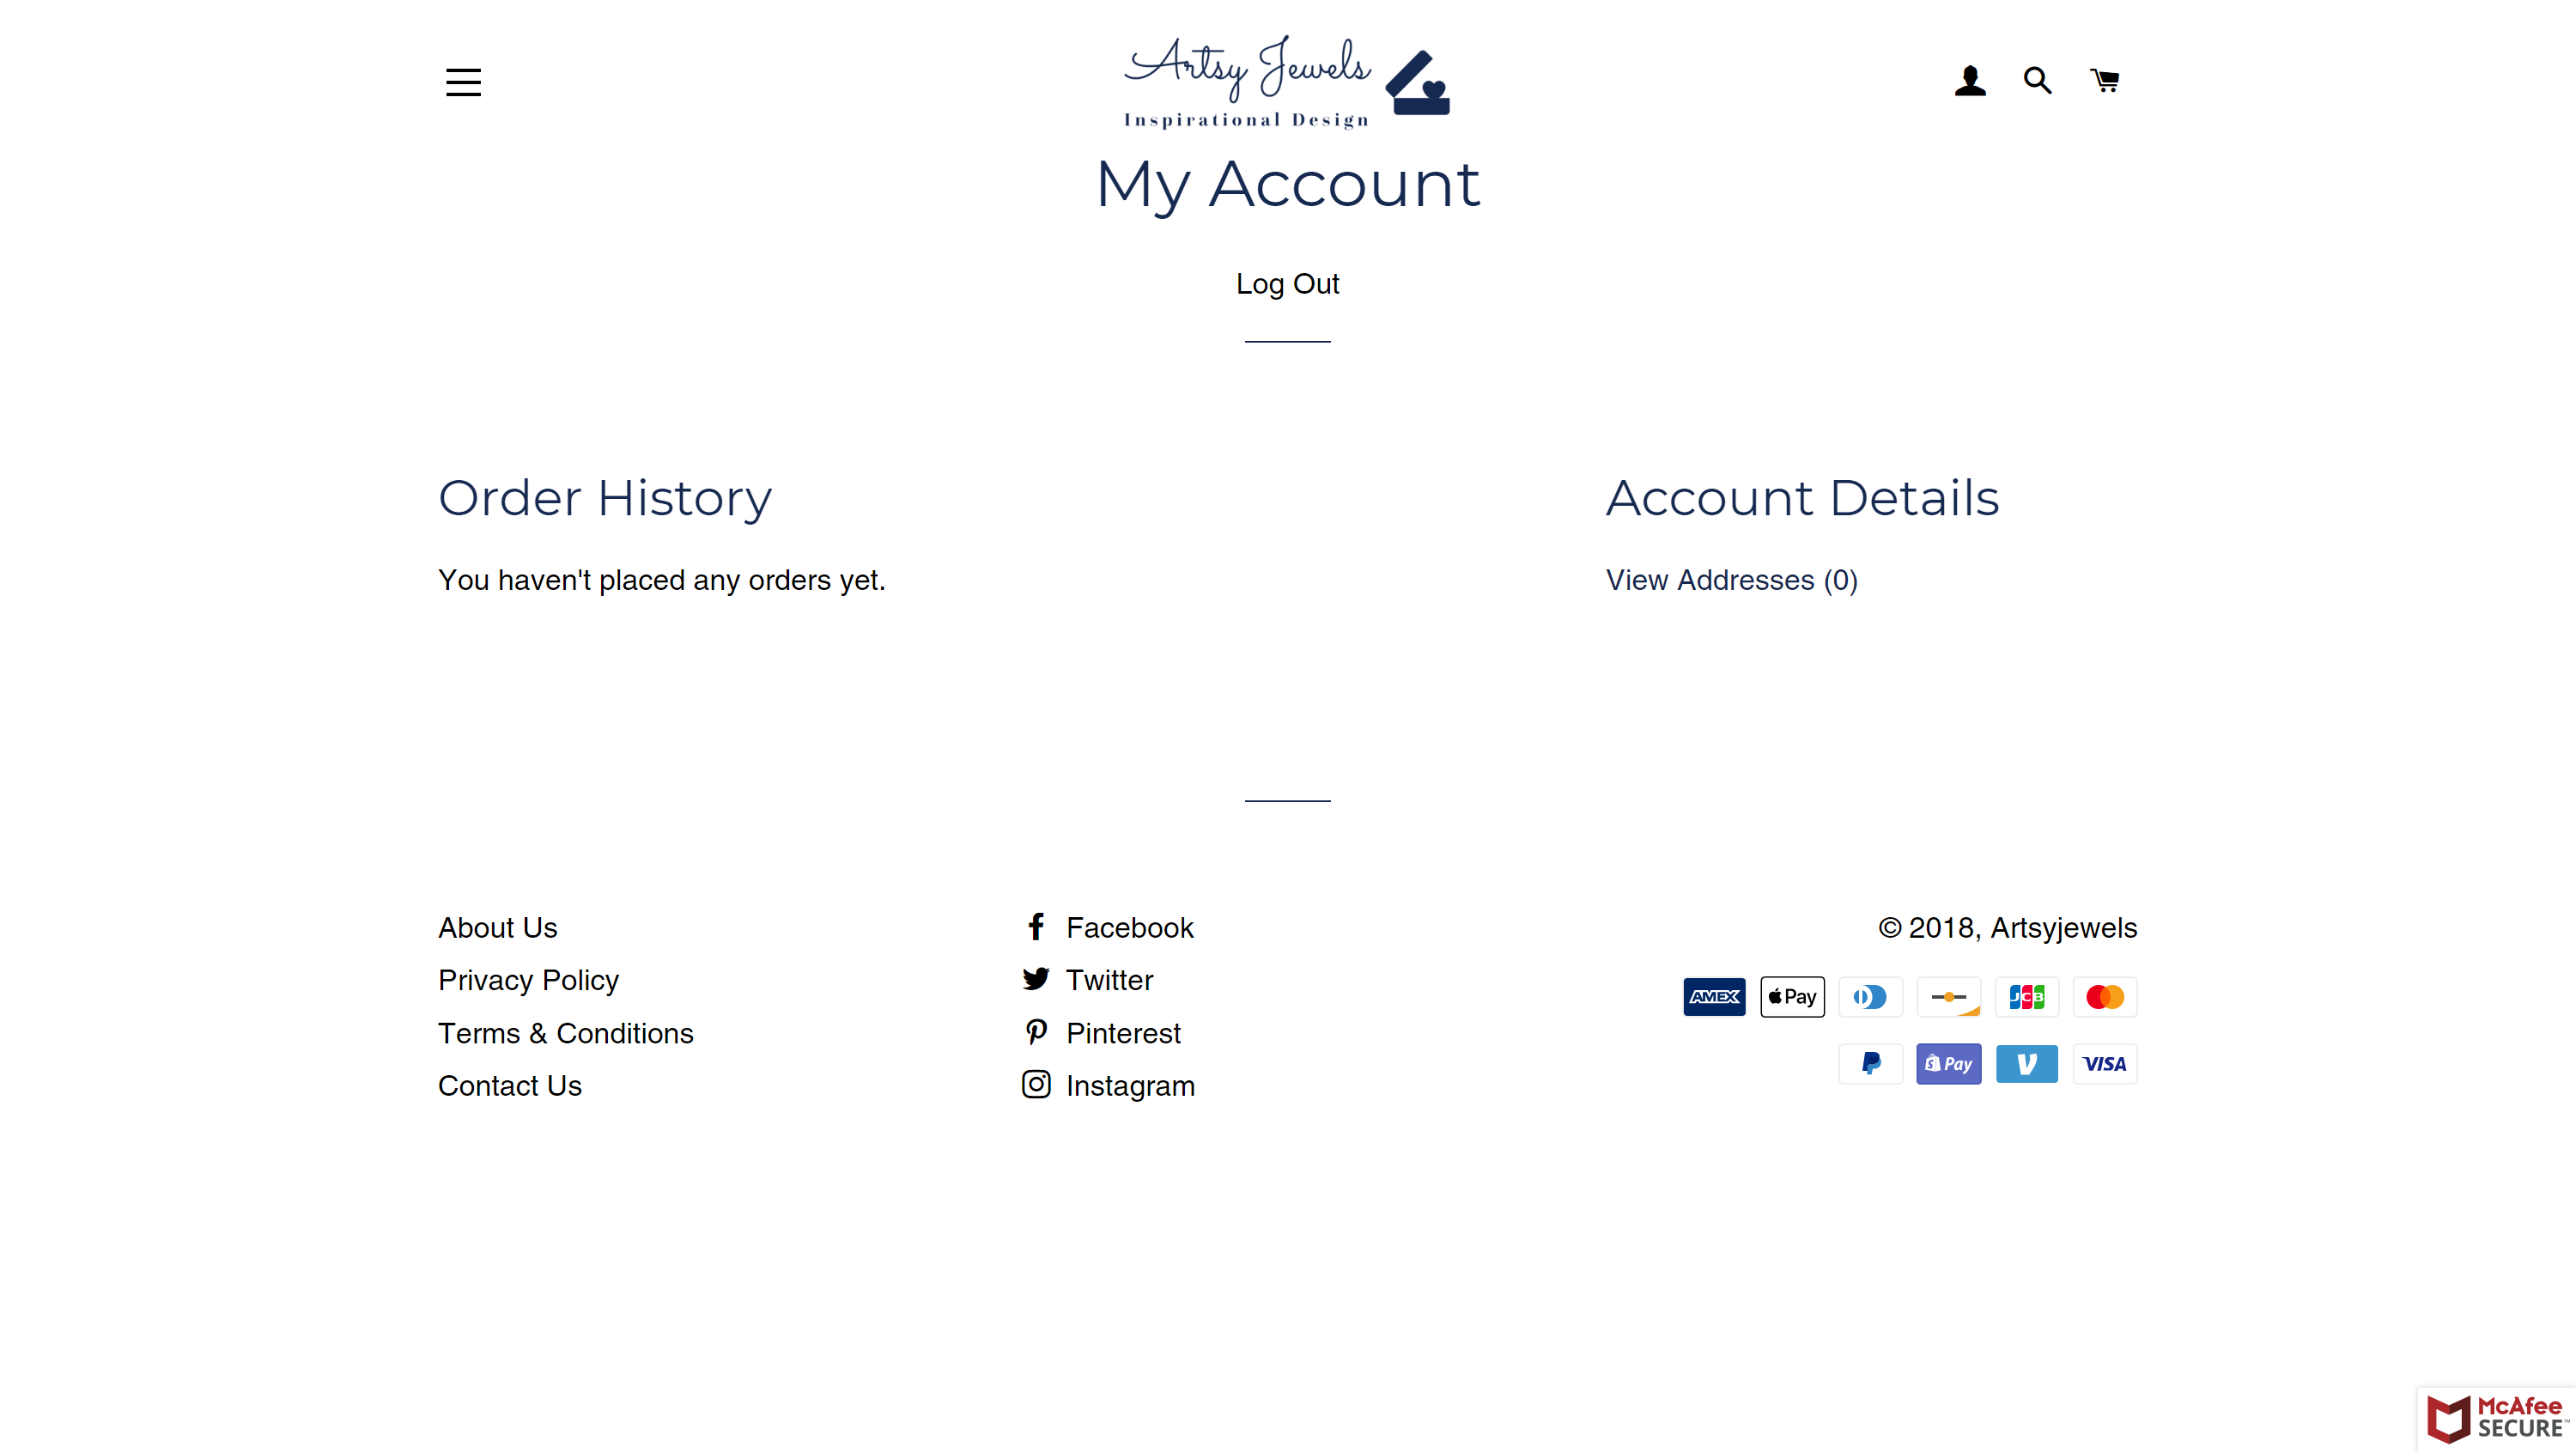 Artsy Jewels
Inspirational Design
My Account
Log Out
Order History
You haven't placed any orders yet.
Account Details
View Addresses (0)
About Us
Privacy Policy
Terms & Conditions
Contact Us
Facebook
Twitter
Pinterest
Instagram
© 2018, Artsyjewels
AMEX Pay JCB
Pay VISA
McAfee
SECURE™